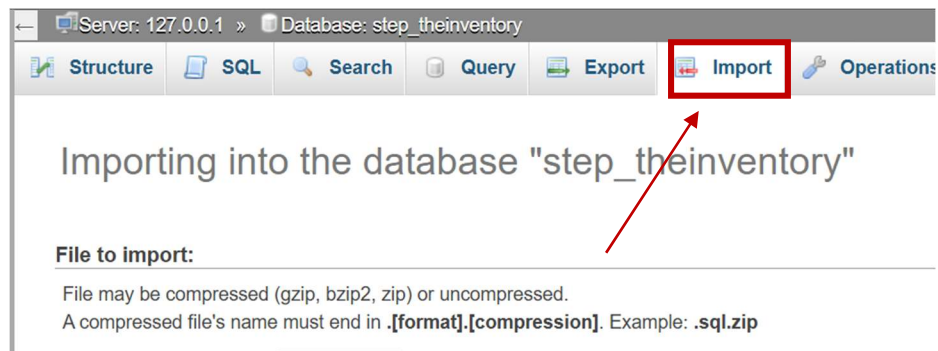 ← Server: 127.0.0.1 » Database: step_theinventory
Structure SQL Search Query Export Import Operations
Importing into the database "step_theinventory"
File to import:
File may be compressed (gzip, bzip2, zip) or uncompressed.
A compressed file's name must end in .[format].[compression]. Example: .sql.zip